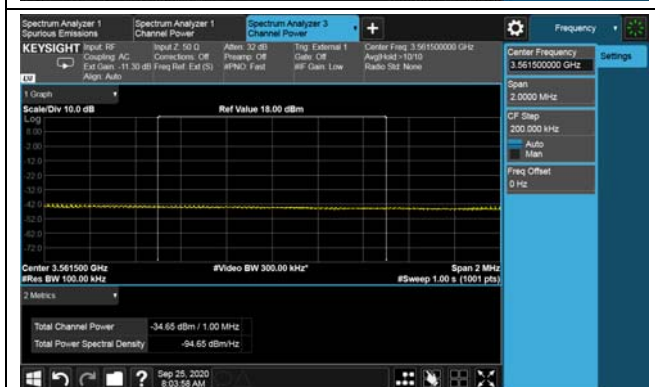 Spectrum Analyzer 1
Spurious Emissions
Spectrum Analyzer 1
Channel Power
Spectrum Analyzer 3
Channel Power
Frequency
KEYSIGHT
Input: RF
Coupling: AC
Ext Gain: -11.30 dB
Align: Auto
Input Z: 50 Ω
Corrections: Off
Freq Ref: Ext (S)
Atten: 32 dB
Preamp: Off
#PNO: Fast
Trig: External 1
Gate: Off
#IF Gain: Low
Center Freq: 3.561500000 GHz
Avg|Hold:>10/10
Radio Std: None
Center Frequency
3.561500000 GHz
Settings
Span
2.0000 MHz
CF Step
200.000 kHz
Auto
Man
Freq Offset
0 Hz
1 Graph
Scale/Div 10.0 dB
Ref Value 18.00 dBm
Log
8.00
-2.00
-12.0
-22.0
-32.0
-42.0
-52.0
-62.0
-72.0
Center 3.561500 GHz
#Video BW 300.00 kHz*
Span 2 MHz
#Res BW 100.00 kHz
#Sweep 1.00 s (1001 pts)
2 Metrics
Total Channel Power -34.65 dBm / 1.00 MHz
Total Power Spectral Density -94.65 dBm/Hz
Sep 25, 2020
8:03:58 AM